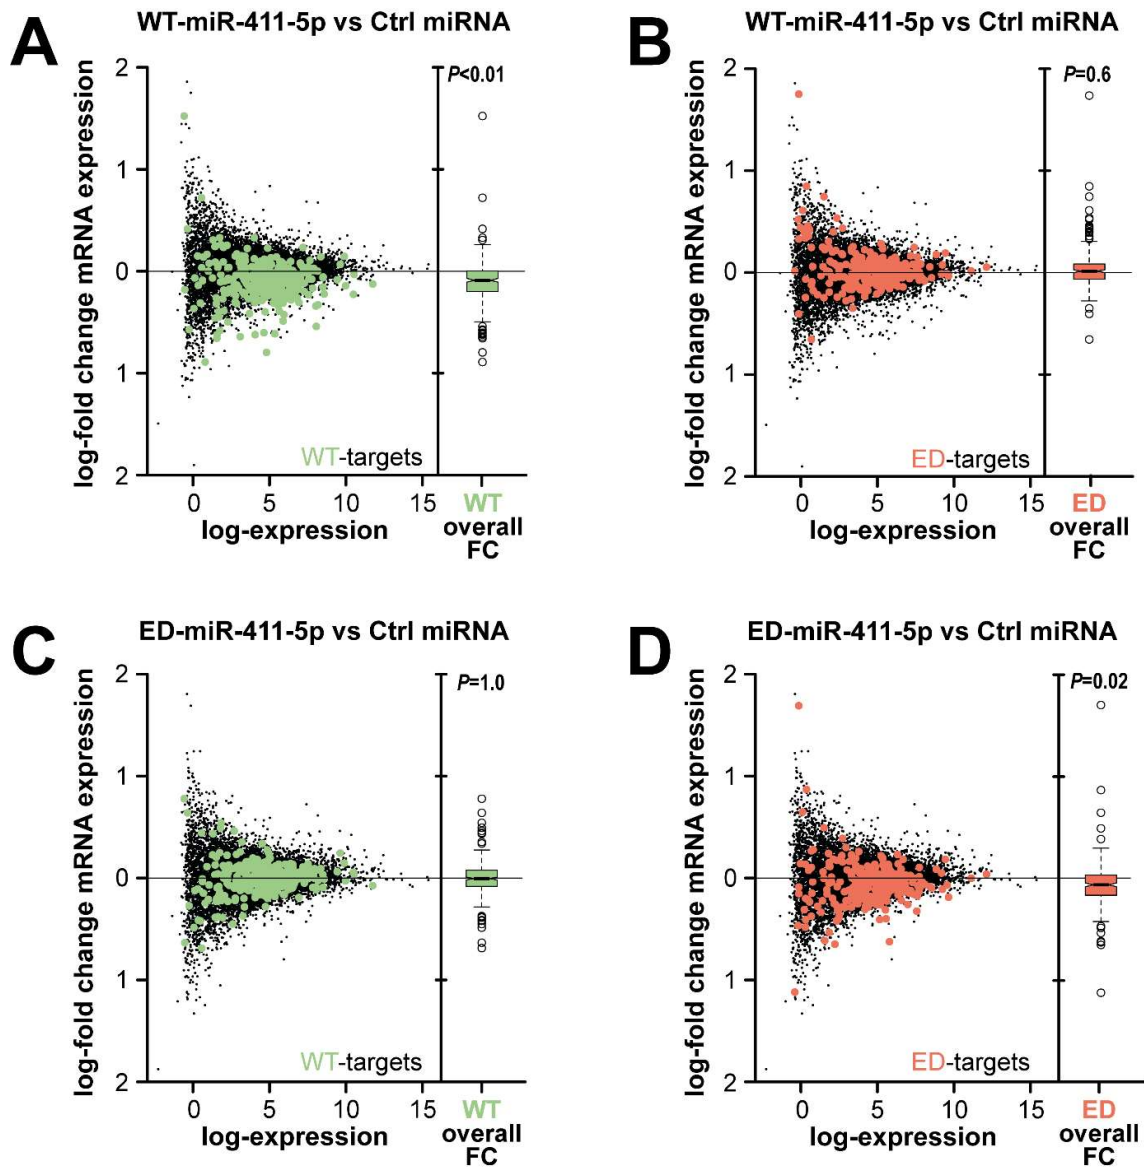 A
WT-miR-411-5p vs Ctrl miRNA
log-fold change mRNA expression
2
1
0
1
2
P<0.01
WT-targets
0 5 10 15
log-expression
WT
overall
FC
B
WT-miR-411-5p vs Ctrl miRNA
log-fold change mRNA expression
2
1
0
1
2
P=0.6
ED-targets
0 5 10 15
log-expression
ED
overall
FC
C
ED-miR-411-5p vs Ctrl miRNA
log-fold change mRNA expression
2
1
0
1
2
P=1.0
WT-targets
0 5 10 15
log-expression
WT
overall
FC
D
ED-miR-411-5p vs Ctrl miRNA
log-fold change mRNA expression
2
1
0
1
2
P=0.02
ED-targets
0 5 10 15
log-expression
ED
overall
FC